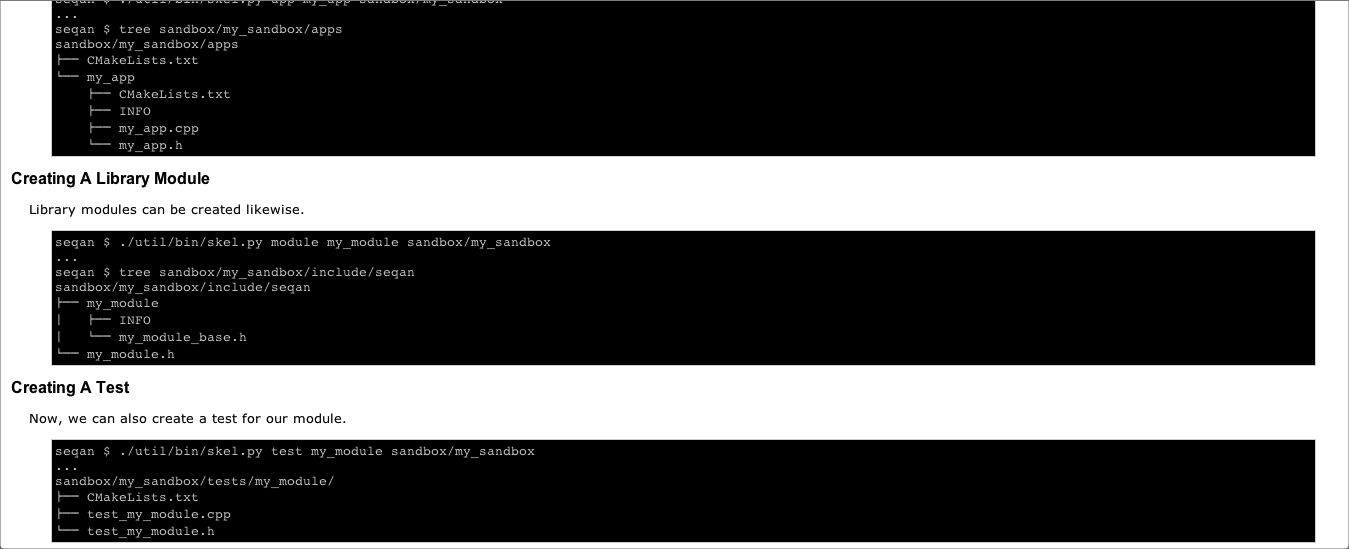 seqan $ ./util/bin/skel.py app my_app sandbox/my_sandbox
...
seqan $ tree sandbox/my_sandbox/apps
sandbox/my_sandbox/apps
├── CMakeLists.txt
└── my_app
    ├── CMakeLists.txt
    ├── INFO
    ├── my_app.cpp
    └── my_app.h
Creating A Library Module
Library modules can be created likewise.
seqan $ ./util/bin/skel.py module my_module sandbox/my_sandbox
...
seqan $ tree sandbox/my_sandbox/include/seqan
sandbox/my_sandbox/include/seqan
├── my_module
│   ├── INFO
│   └── my_module_base.h
└── my_module.h
Creating A Test
Now, we can also create a test for our module.
seqan $ ./util/bin/skel.py test my_module sandbox/my_sandbox
...
sandbox/my_sandbox/tests/my_module/
├── CMakeLists.txt
├── test_my_module.cpp
└── test_my_module.h